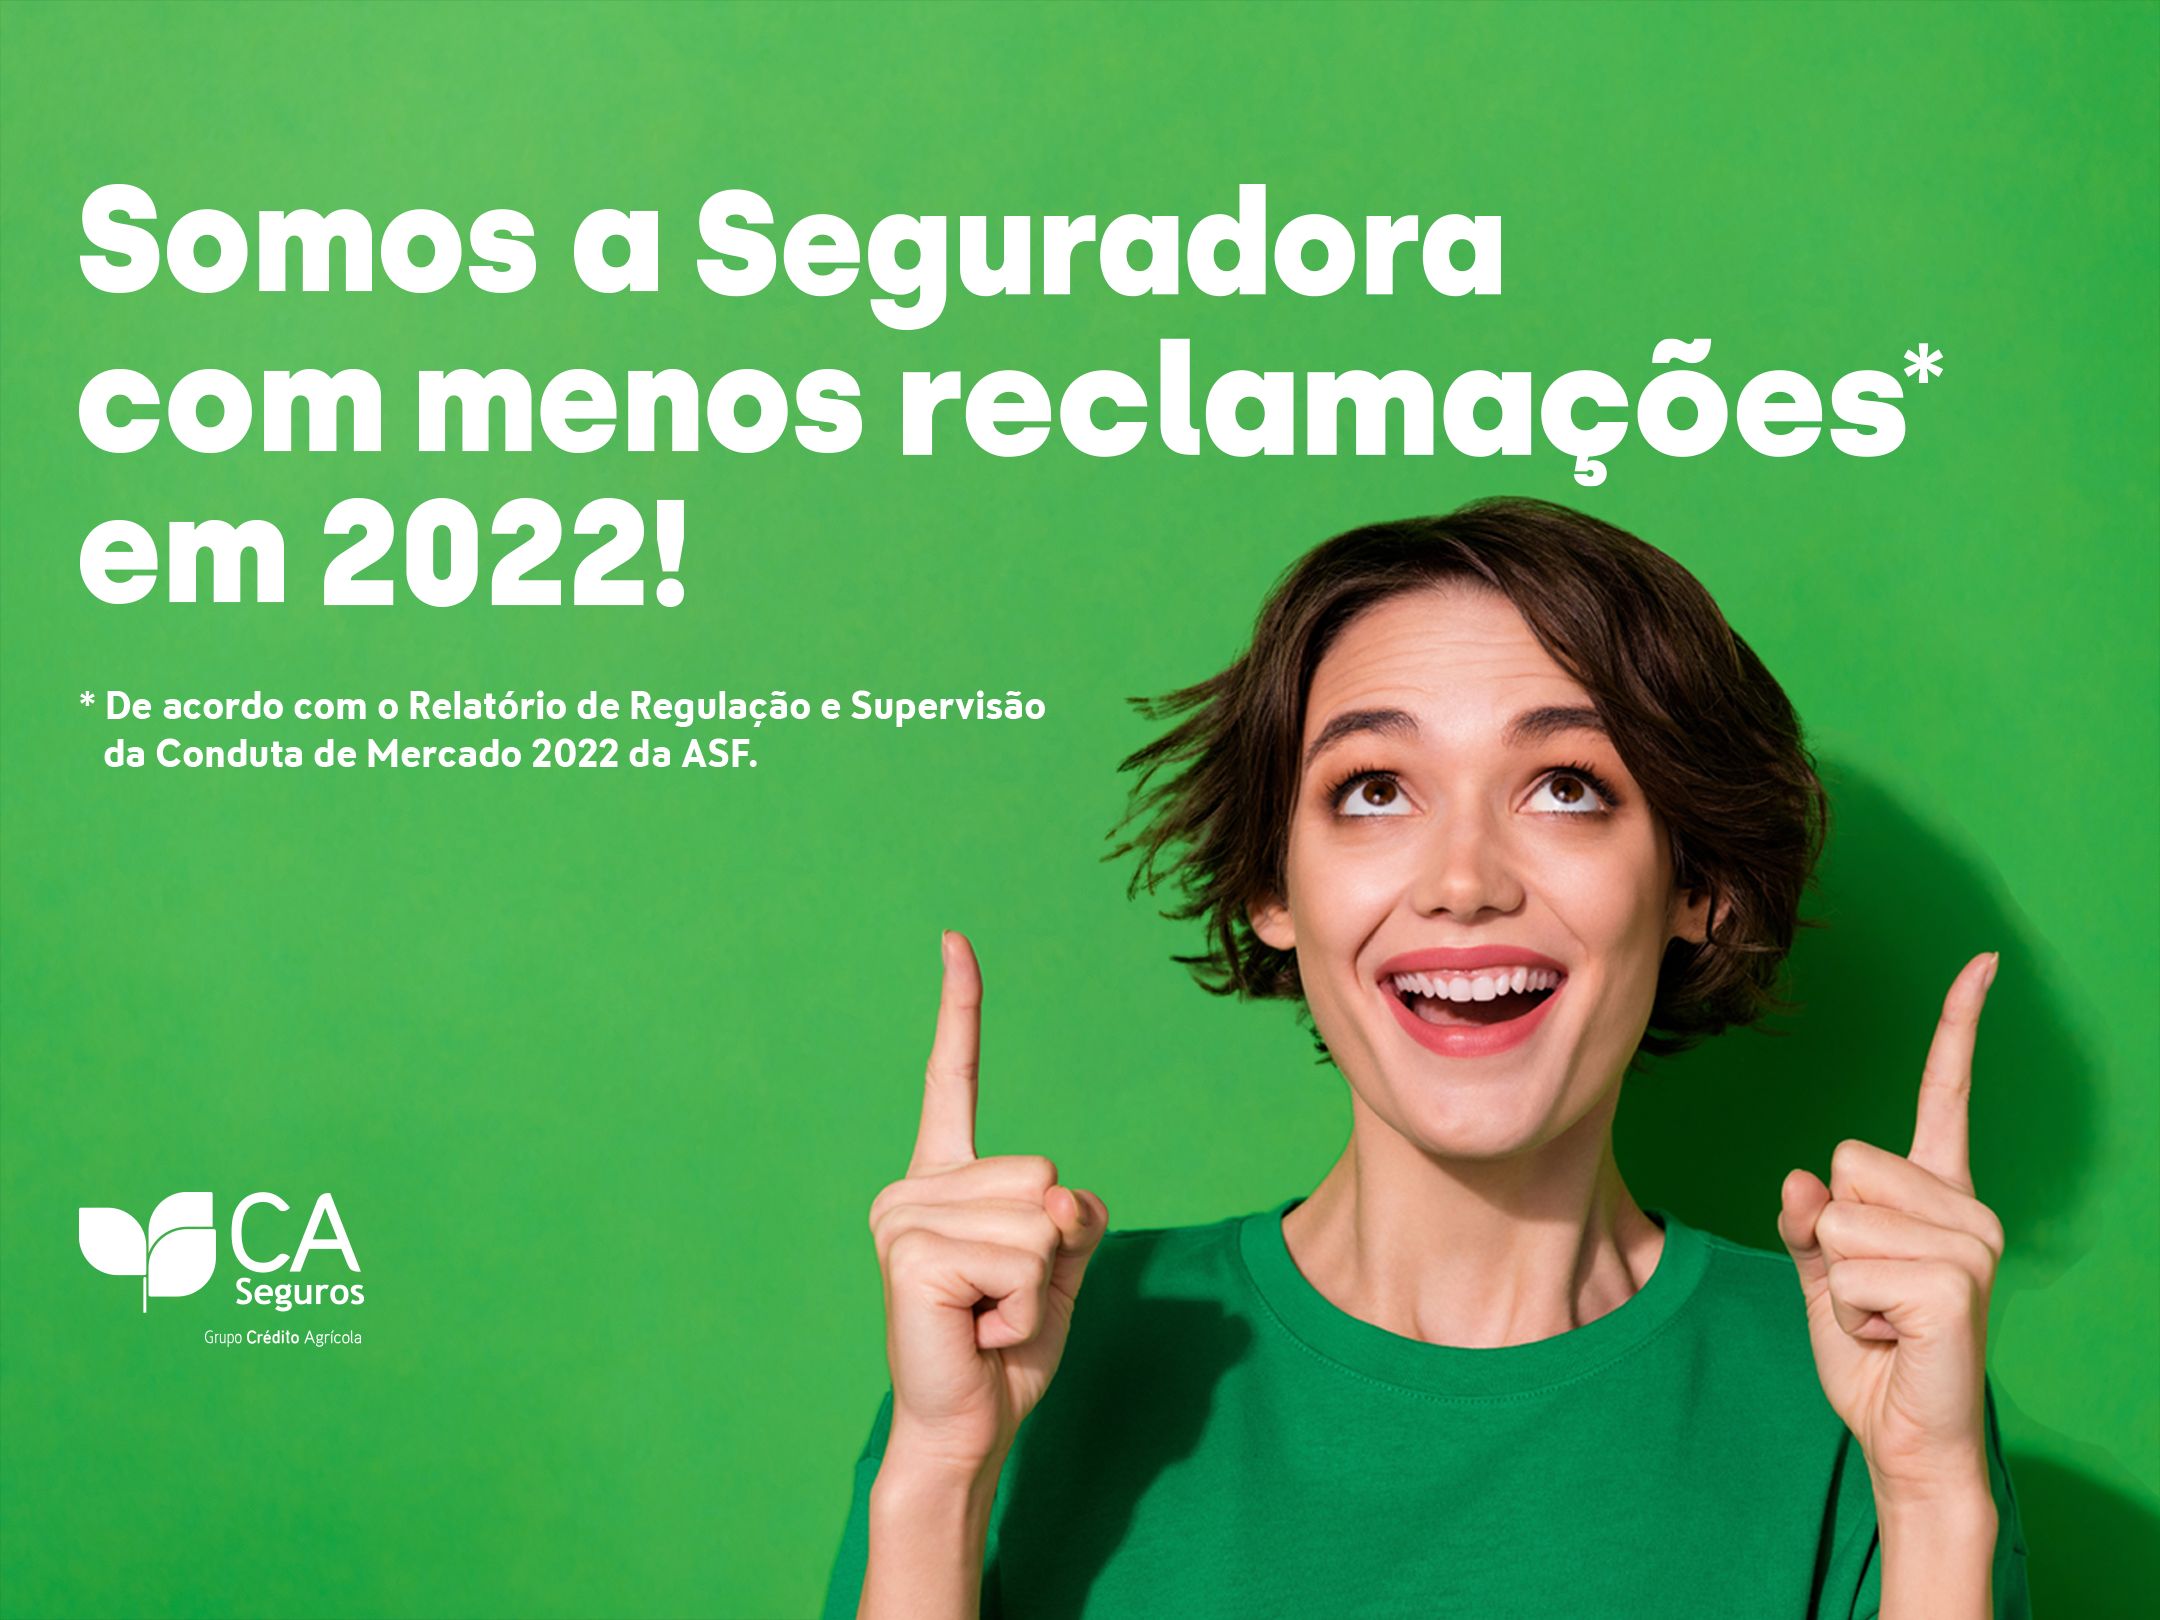 Somos a Seguradora
com menos reclamações*
em 2022!
* De acordo com o Relatório de Regulação e Supervisão
da Conduta de Mercado 2022 da ASF.
CA
Seguros
Grupo Crédito Agrícola